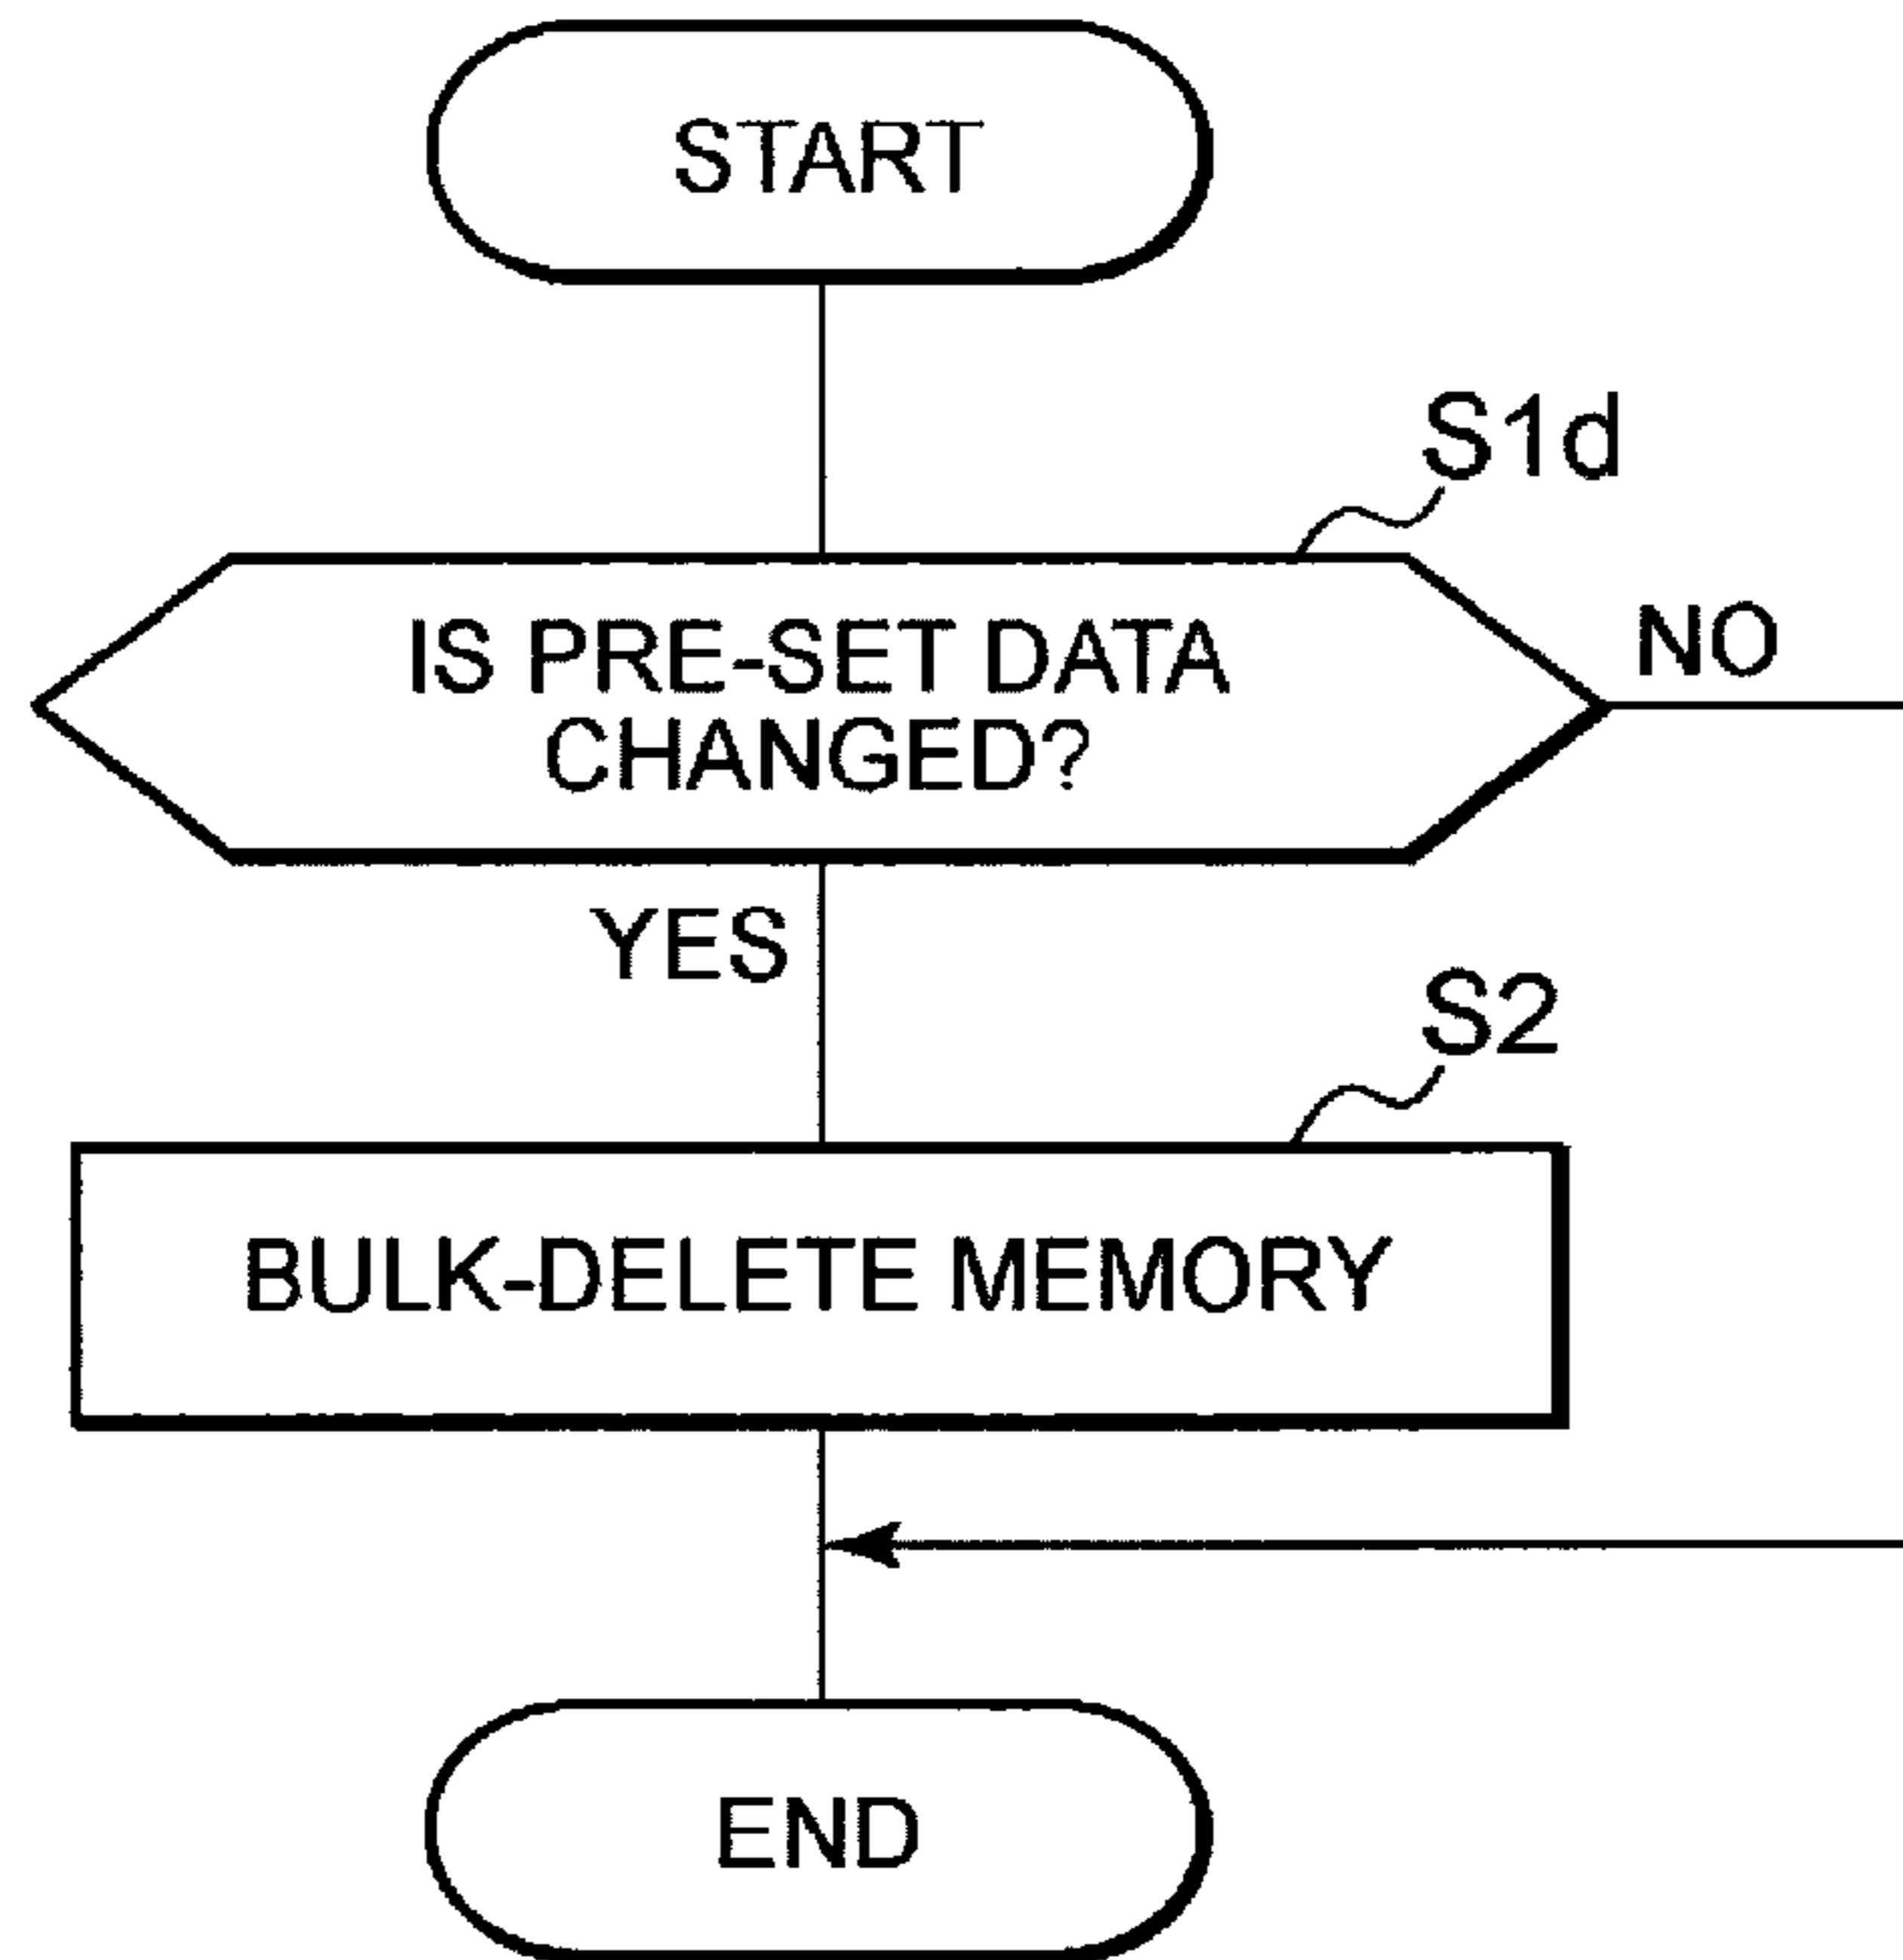 START
S1d
IS PRE-SET DATA
CHANGED?
NO
YES
S2
BULK-DELETE MEMORY
END